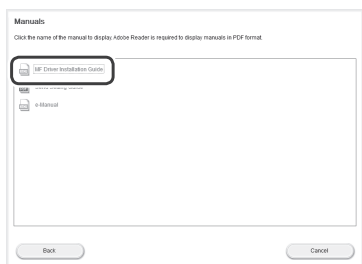 Manuals
Click the name of the manual to display. Adobe Reader is required to display manuals in PDF format.
MF Driver Installation Guide
Guide
e-Manual
Back
Cancel